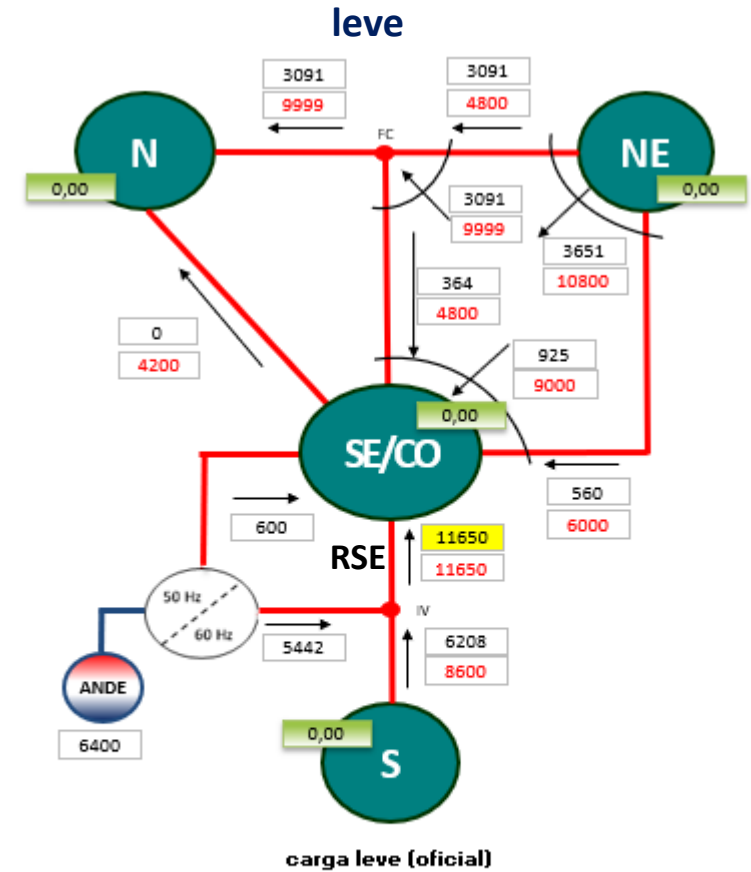 leve
3091
9999
3091
4800
FC
N
NE
0,00
0,00
3091
9999
3651
10800
364
4800
0
4200
925
9000
0,00
SE/CO
560
6000
600
RSE
11650
11650
50 Hz
60 Hz
IV
5442
6208
8600
ANDE
6400
0,00
S
carga leve (oficial)